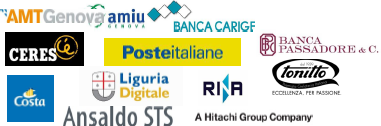 AMTGenova amiu
GENOVA
BANCA CARIGE
CERES
Posteitaliane
BANCA
PASSADORE & C.
tonitto
ECCELLENZA, PER PASSIONE.
Costa
Liguria
Digitale
RINA
Ansaldo STS
A Hitachi Group Company